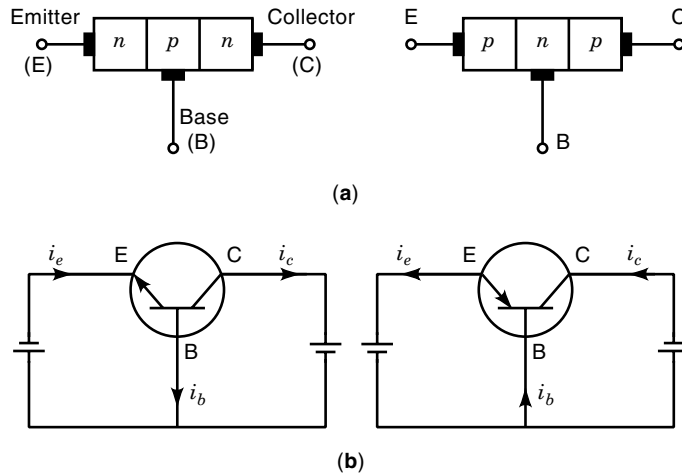 Emitter
(E)
n p n
Collector
(C)
Base
(B)
E
p n p
C
B
(a)
i_e E C i_c
B
i_b
i_e E C i_c
B
i_b
(b)